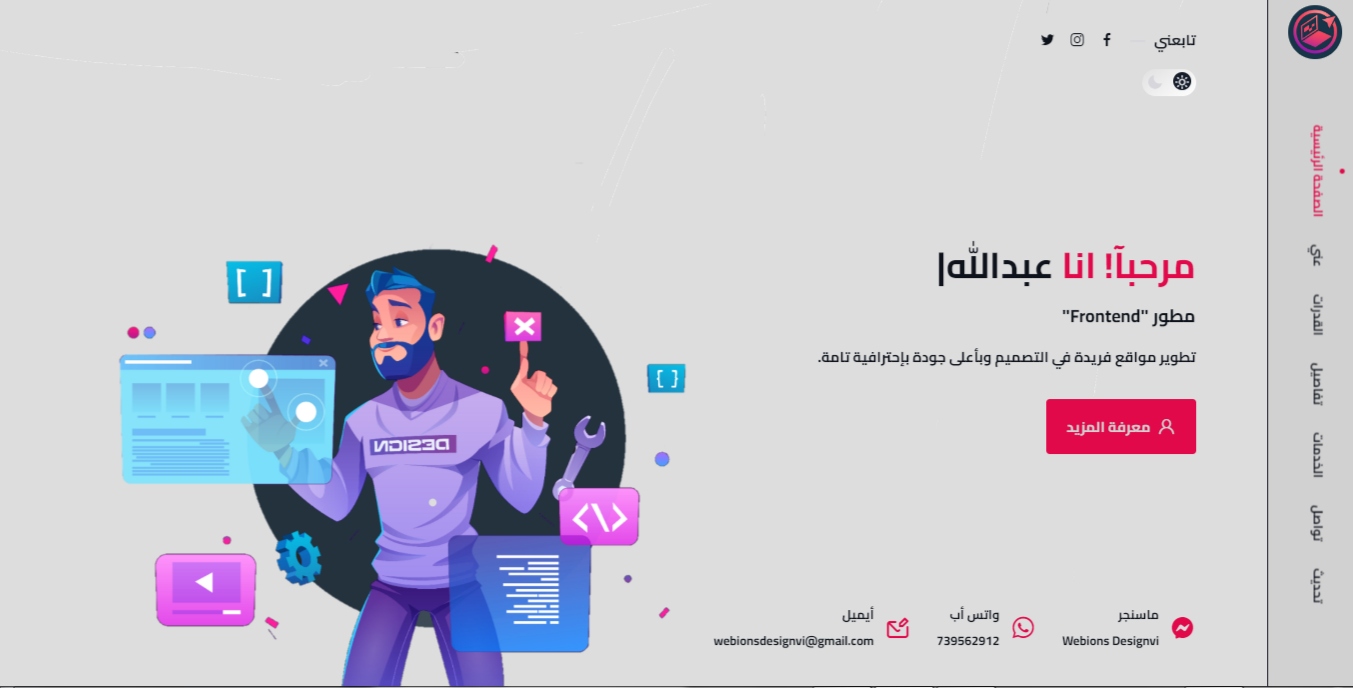 تابعني
الصفحة الرئيسية
عني
القدرات
تفاصيل
الخدمات
تواصل
تحديث
مرحبآ! انا عبدالله|
مطور "Frontend"
تطوير مواقع فريدة في التصميم وبأعلى جودة بإحترافية تامة.
معرفة المزيد
[ ]
{ }
DESIGN
<\>
ماسنجر
Webions Designvi
واتس أب
739562912
أيميل
webionsdesignvi@gmail.com